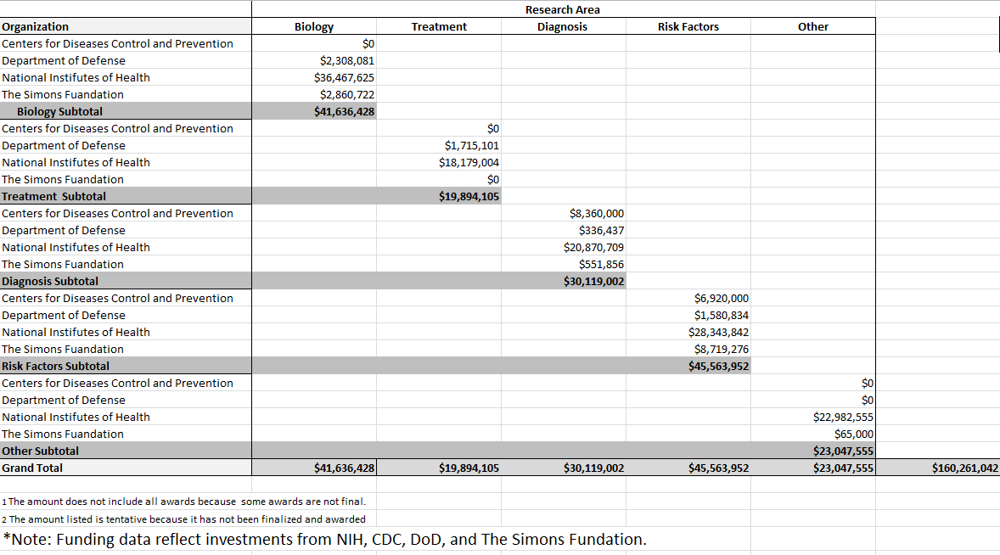 Research Area
Organization Biology Treatment Diagnosis Risk Factors Other
Centers for Diseases Control and Prevention $0
Department of Defense $2,308,081
National Instifutes of Health $36,467,625
The Simons Fuandation $2,860,722
Biology Subtotal $41,636,428
Centers for Diseases Control and Prevention $0
Department of Defense $1,715,101
National Instifutes of Health $18,179,004
The Simons Fuandation $0
Treatment Subtotal $19,894,105
Centers for Diseases Control and Prevention $8,360,000
Department of Defense $336,437
National Instifutes of Health $20,870,709
The Simons Fuandation $551,856
Diagnosis Subtotal $30,119,002
Centers for Diseases Control and Prevention $6,920,000
Department of Defense $1,580,834
National Instifutes of Health $28,343,842
The Simons Fuandation $8,719,276
Risk Factors Subtotal $45,563,952
Centers for Diseases Control and Prevention $0
Department of Defense $0
National Instifutes of Health $22,982,555
The Simons Fuandation $65,000
Other Subtotal $23,047,555
Grand Total $41,636,428 $19,894,105 $30,119,002 $45,563,952 $23,047,555 $160,261,042
1 The amount does not include all awards because some awards are not final.
2 The amount listed is tentative because it has not been finalized and awarded
*Note: Funding data reflect investments from NIH, CDC, DoD, and The Simons Fundation.